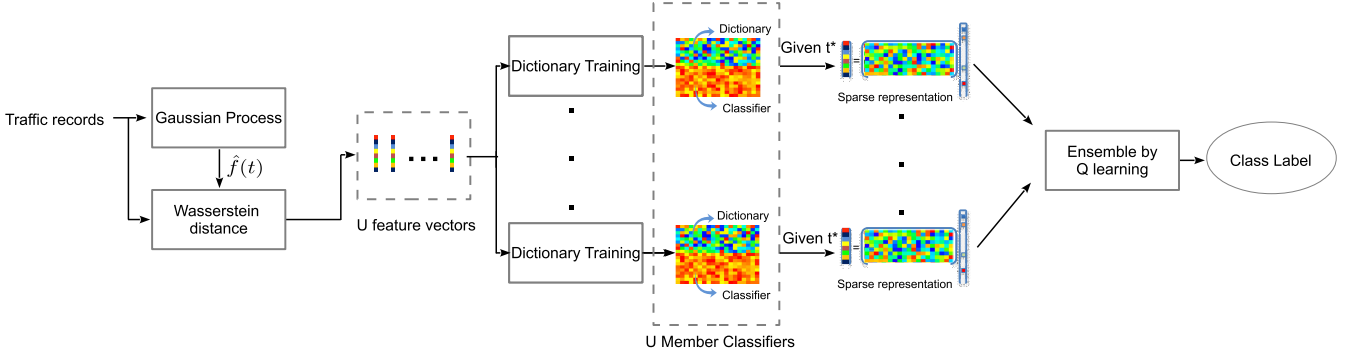 Traffic records
Gaussian Process
f̂(t)
Wasserstein
distance
U feature vectors
Dictionary Training
Dictionary Training
Dictionary
Classifier
Dictionary
Classifier
U Member Classifiers
Given t*
=
Sparse representation
Given t*
=
Sparse representation
Ensemble by
Q learning
Class Label